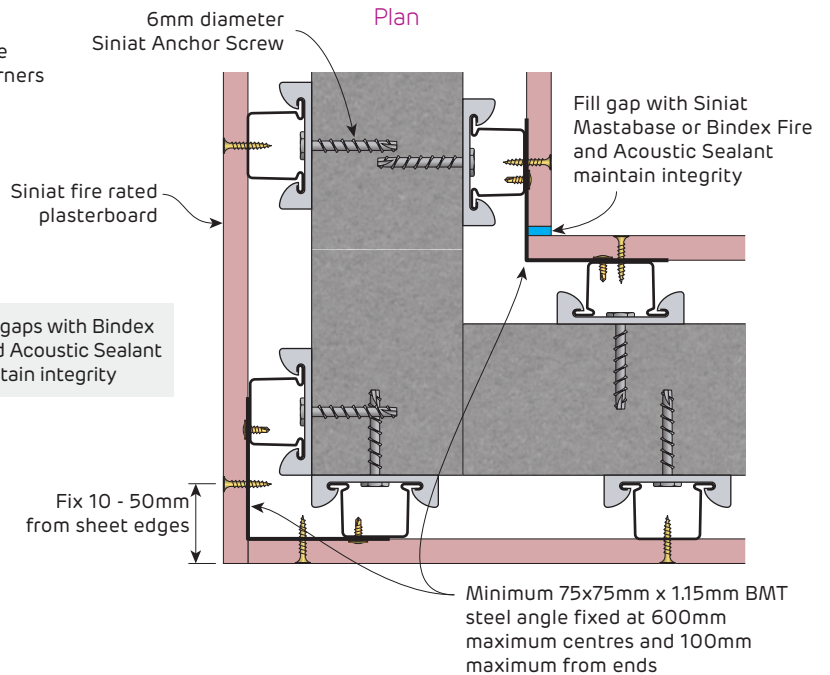 Plan
6mm diameter
Siniat Anchor Screw
e
rners
Fill gap with Siniat
Mastabase or Bindex Fire
and Acoustic Sealant
maintain integrity
Siniat fire rated
plasterboard
gaps with Bindex
d Acoustic Sealant
ntain integrity
Fix 10 - 50mm
from sheet edges
Minimum 75x75mm x 1.15mm BMT
steel angle fixed at 600mm
maximum centres and 100mm
maximum from ends